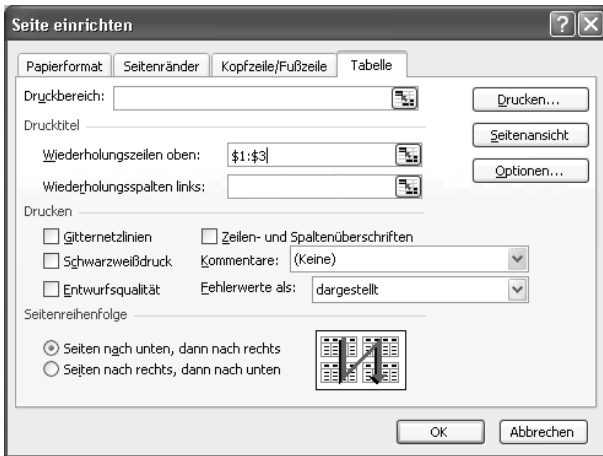 Seite einrichten
Papierformat Seitenränder Kopfzeile/Fußzeile Tabelle
Druckbereich: Drucken...
Drucktitel Seitenansicht
Wiederholungszeilen oben: $1:$3
Wiederholungsspalten links: Optionen...
Drucken
Gitternetzlinien Zeilen- und Spaltenüberschriften
Schwarzweißdruck Kommentare: (Keine)
Entwurfsqualität Fehlerwerte als: dargestellt
Seitenreihenfolge
Seiten nach unten, dann nach rechts
Seiten nach rechts, dann nach unten
OK Abbrechen